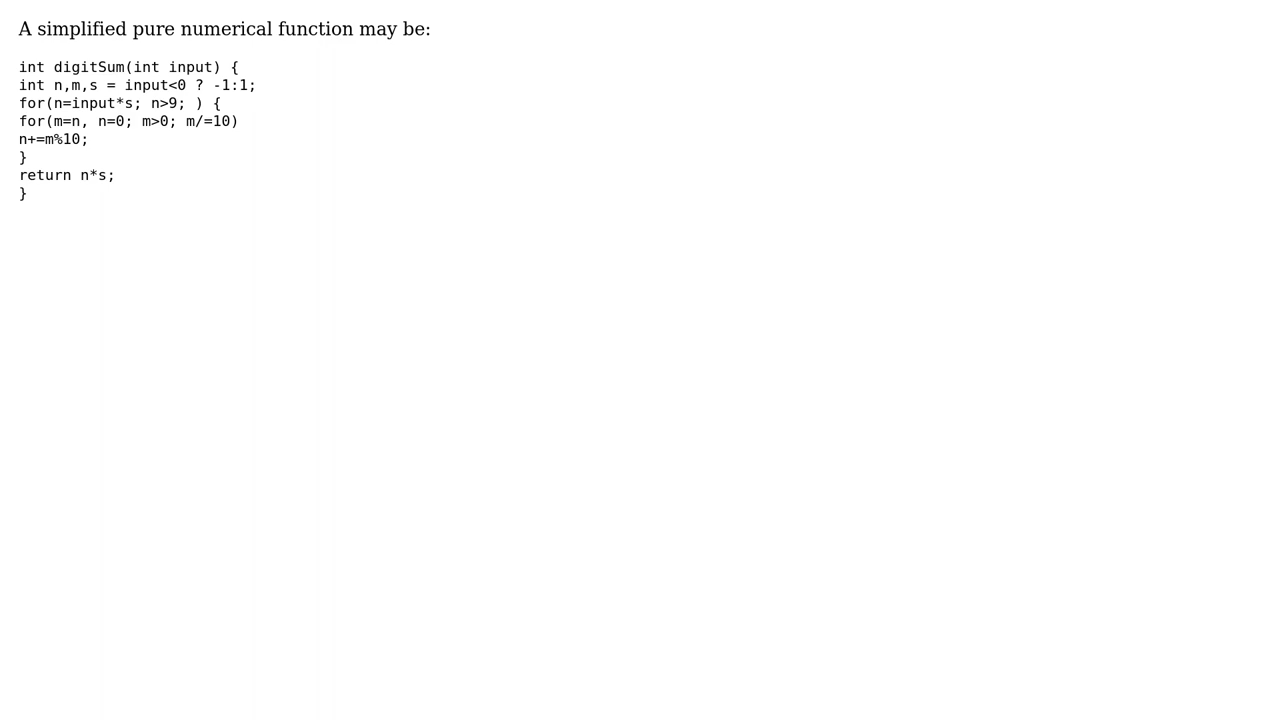 A simplified pure numerical function may be:
int digitSum(int input) {
int n,m,s = input<0 ? -1:1;
for(n=input*s; n>9; ) {
for(m=n, n=0; m>0; m/=10)
n+=m%10;
}
return n*s;
}